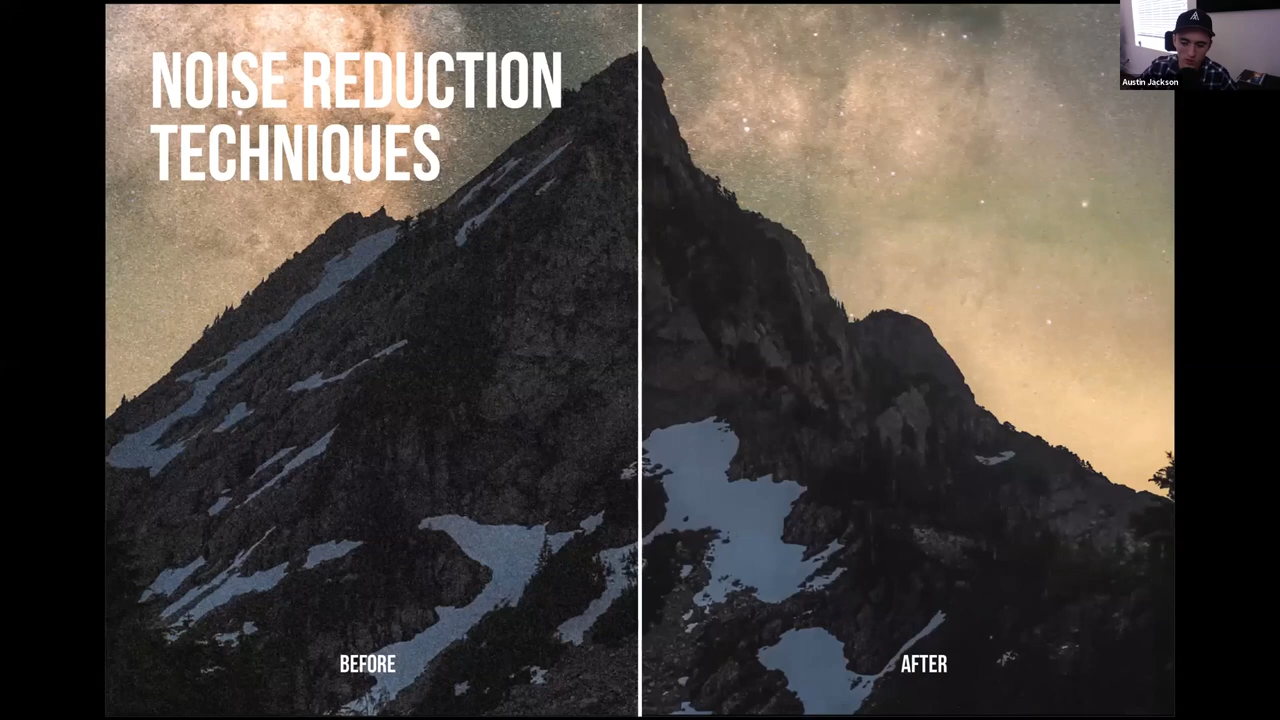 NOISE REDUCTION
TECHNIQUES
Austin Jackson
BEFORE
AFTER